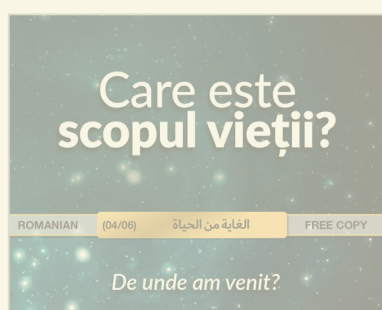 Care este
scopul vieții?
ROMANIAN (04/06) الغاية من الحياة FREE COPY
De unde am venit?